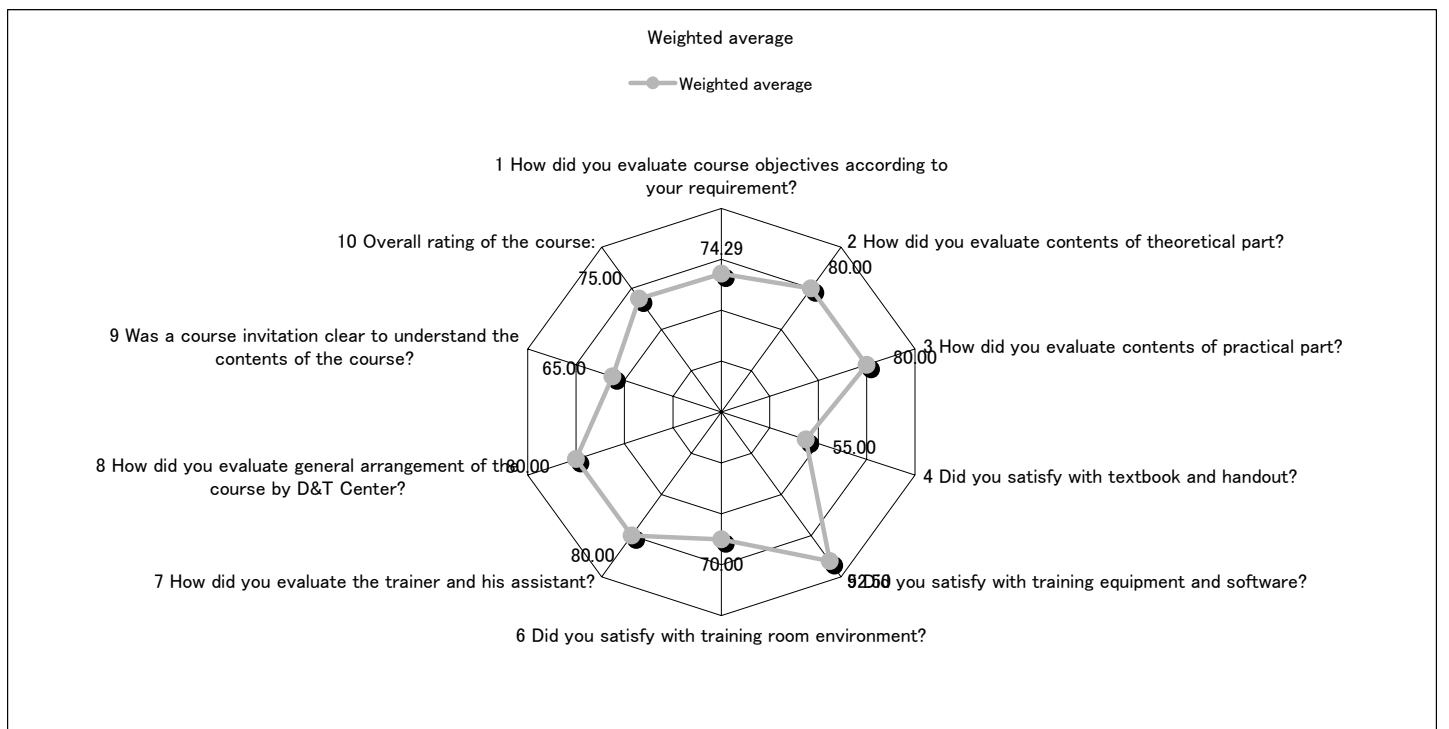 Weighted average
Weighted average
1 How did you evaluate course objectives according to
your requirement?
74.29
10 Overall rating of the course:
2 How did you evaluate contents of theoretical part?
75.00
80.00
9 Was a course invitation clear to understand the
contents of the course?
65.00
3 How did you evaluate contents of practical part?
80.00
8 How did you evaluate general arrangement of the
course by D&T Center?
80.00
55.00
4 Did you satisfy with textbook and handout?
80.00
7 How did you evaluate the trainer and his assistant?
70.00
92.50
5 Did you satisfy with training equipment and software?
6 Did you satisfy with training room environment?